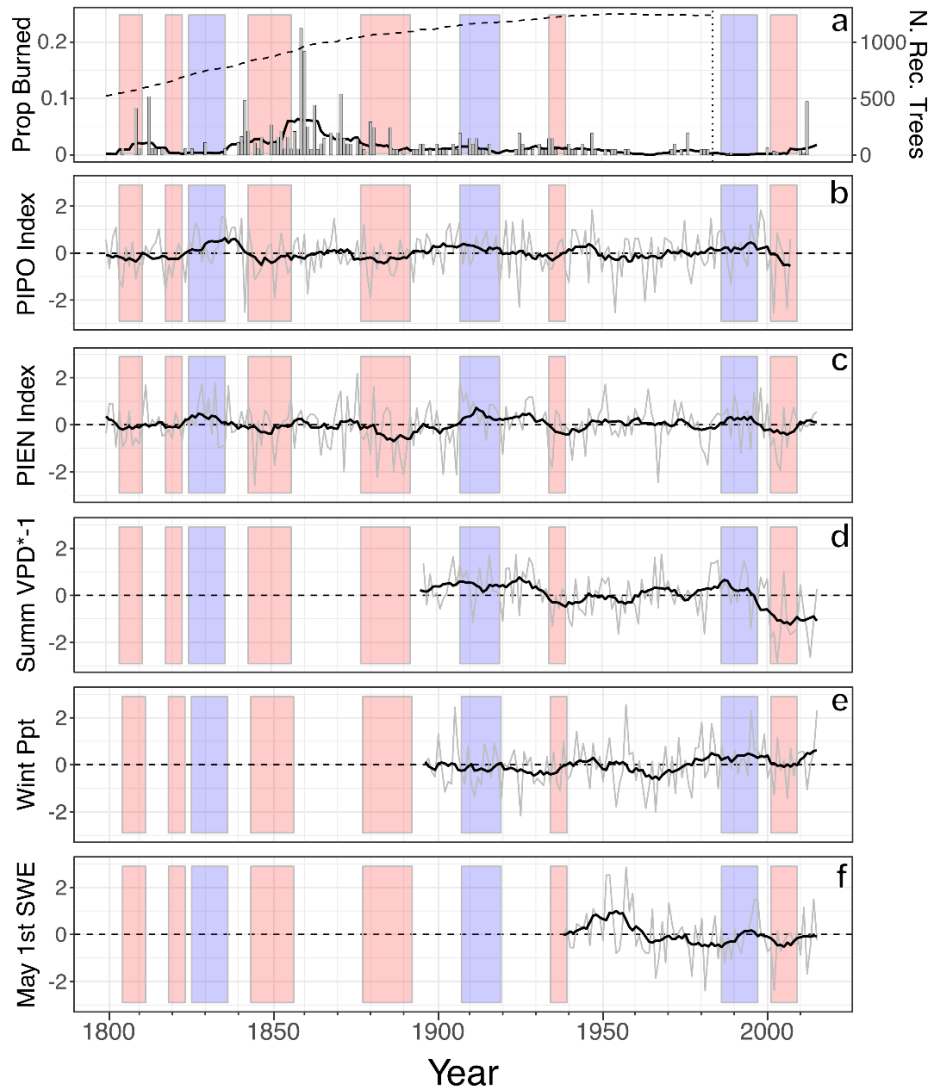 a
0.2
0.1
0
Prop Burned
1000
500
0
N. Rec. Trees
b
2
0
-2
PIPO Index
c
2
0
-2
PIEN Index
d
2
0
-2
Summ VPD*-1
e
2
0
-2
Wint Ppt
f
2
0
-2
May 1st SWE
1800 1850 1900 1950 2000
Year